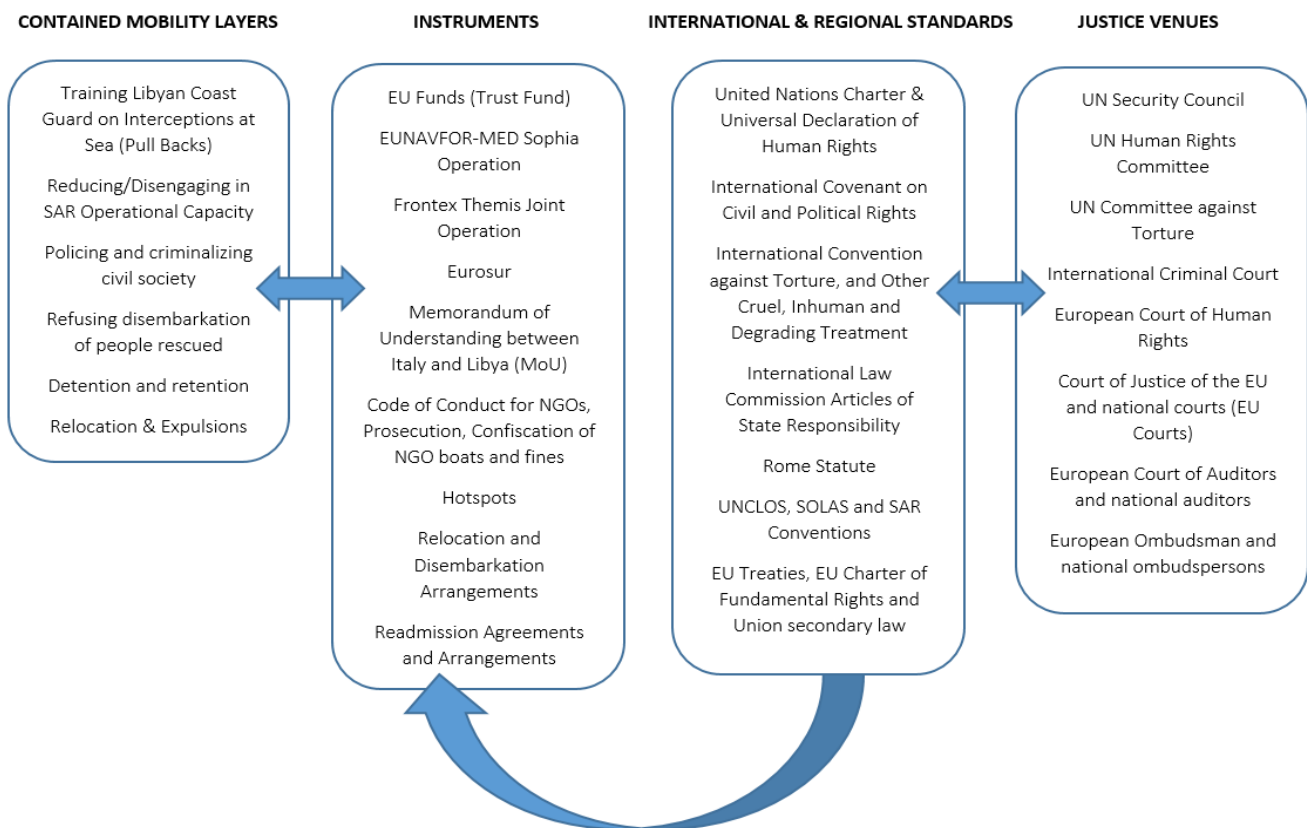 CONTAINED MOBILITY LAYERS
Training Libyan Coast
Guard on Interceptions at
Sea (Pull Backs)
Reducing/Disengaging in
SAR Operational Capacity
Policing and criminalizing
civil society
Refusing disembarkation
of people rescued
Detention and retention
Relocation & Expulsions
INSTRUMENTS
EU Funds (Trust Fund)
EUNAVFOR-MED Sophia
Operation
Frontex Themis Joint
Operation
Eurosur
Memorandum of
Understanding between
Italy and Libya (MoU)
Code of Conduct for NGOs,
Prosecution, Confiscation of
NGO boats and fines
Hotspots
Relocation and
Disembarkation
Arrangements
Readmission Agreements
and Arrangements
INTERNATIONAL & REGIONAL STANDARDS
United Nations Charter &
Universal Declaration of
Human Rights
International Covenant on
Civil and Political Rights
International Convention
against Torture, and Other
Cruel, Inhuman and
Degrading Treatment
International Law
Commission Articles of
State Responsibility
Rome Statute
UNCLOS, SOLAS and SAR
Conventions
EU Treaties, EU Charter of
Fundamental Rights and
Union secondary law
JUSTICE VENUES
UN Security Council
UN Human Rights
Committee
UN Committee against
Torture
International Criminal Court
European Court of Human
Rights
Court of Justice of the EU
and national courts (EU
Courts)
European Court of Auditors
and national auditors
European Ombudsman and
national ombudspersons